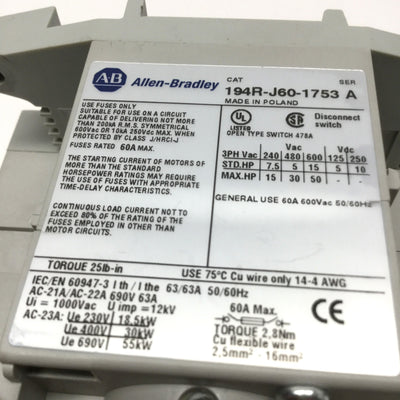 AB Allen-Bradley CAT 194R-J60-1753 SER A
MADE IN POLAND
USE FUSES ONLY
SUITABLE FOR USE ON A CIRCUIT
CAPABLE OF DELIVERING NOT MORE
THAN 200kA R.M.S. SYMMETRICAL
600Vac OR 10kA 250Vdc MAX. WHEN
PROTECTED BY CLASS J/HRCI-J
FUSES RATED 60A MAX.
THE STARTING CURRENT OF MOTORS OF
MORE THAN THE STANDARD
HORSEPOWER RATINGS MAY REQUIRE
THE USE OF FUSES WITH APPROPRIATE
TIME-DELAY CHARACTERISTICS.
CONTINUOUS LOAD CURRENT NOT TO
EXCEED 80% OF THE RATING OF THE
FUSES EMPLOYED IN OTHER THAN
MOTOR CIRCUITS.
UL LISTED
Disconnect
switch
OPEN TYPE SWITCH 478A
3PH Vac 240 480 600 Vdc 125 250
STD.HP 7.5 5 15 5 10
MAX.HP 15 30 50 - -
GENERAL USE 60A 600Vac 50/60Hz
TORQUE 25lb-in USE 75°C Cu wire only 14-4 AWG
IEC/EN 60947-3 Ith/Ithe 63/63A 50/60Hz
AC-21A/AC-22A 690V 63A
Ui = 1000Vac U imp = 12kV
AC-23A: Ue 230V 18.5kW
Ue 400V 30kW
Ue 690V 55kW
60A Max.
TORQUE 2,8Nm
Cu flexible wire
2,5mm² - 16mm²